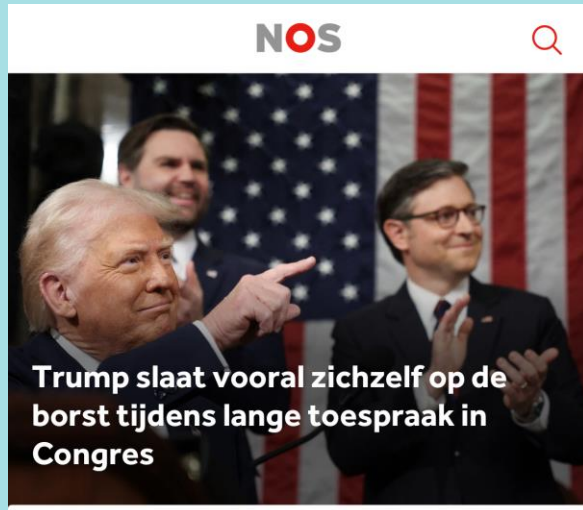 NOS
Trump slaat vooral zichzelf op de
borst tijdens lange toespraak in
Congres